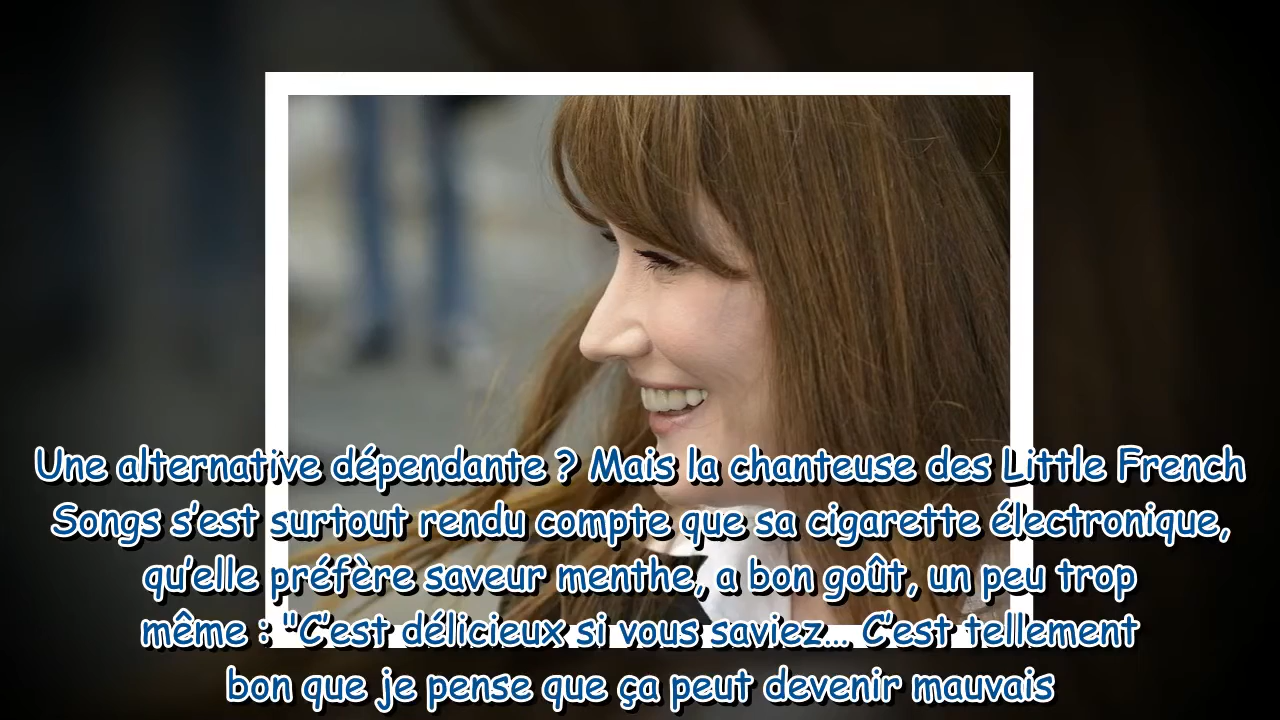 Une alternative dépendante ? Mais la chanteuse des Little French
Songs s’est surtout rendu compte que sa cigarette électronique,
qu’elle préfère saveur menthe, a bon goût, un peu trop
même : "C’est délicieux si vous saviez... C’est tellement
bon que je pense que ça peut devenir mauvais